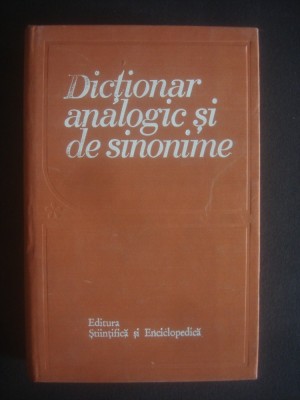 Dicționar
analogic și
de sinonime
Editura
Științifică și Enciclopedică